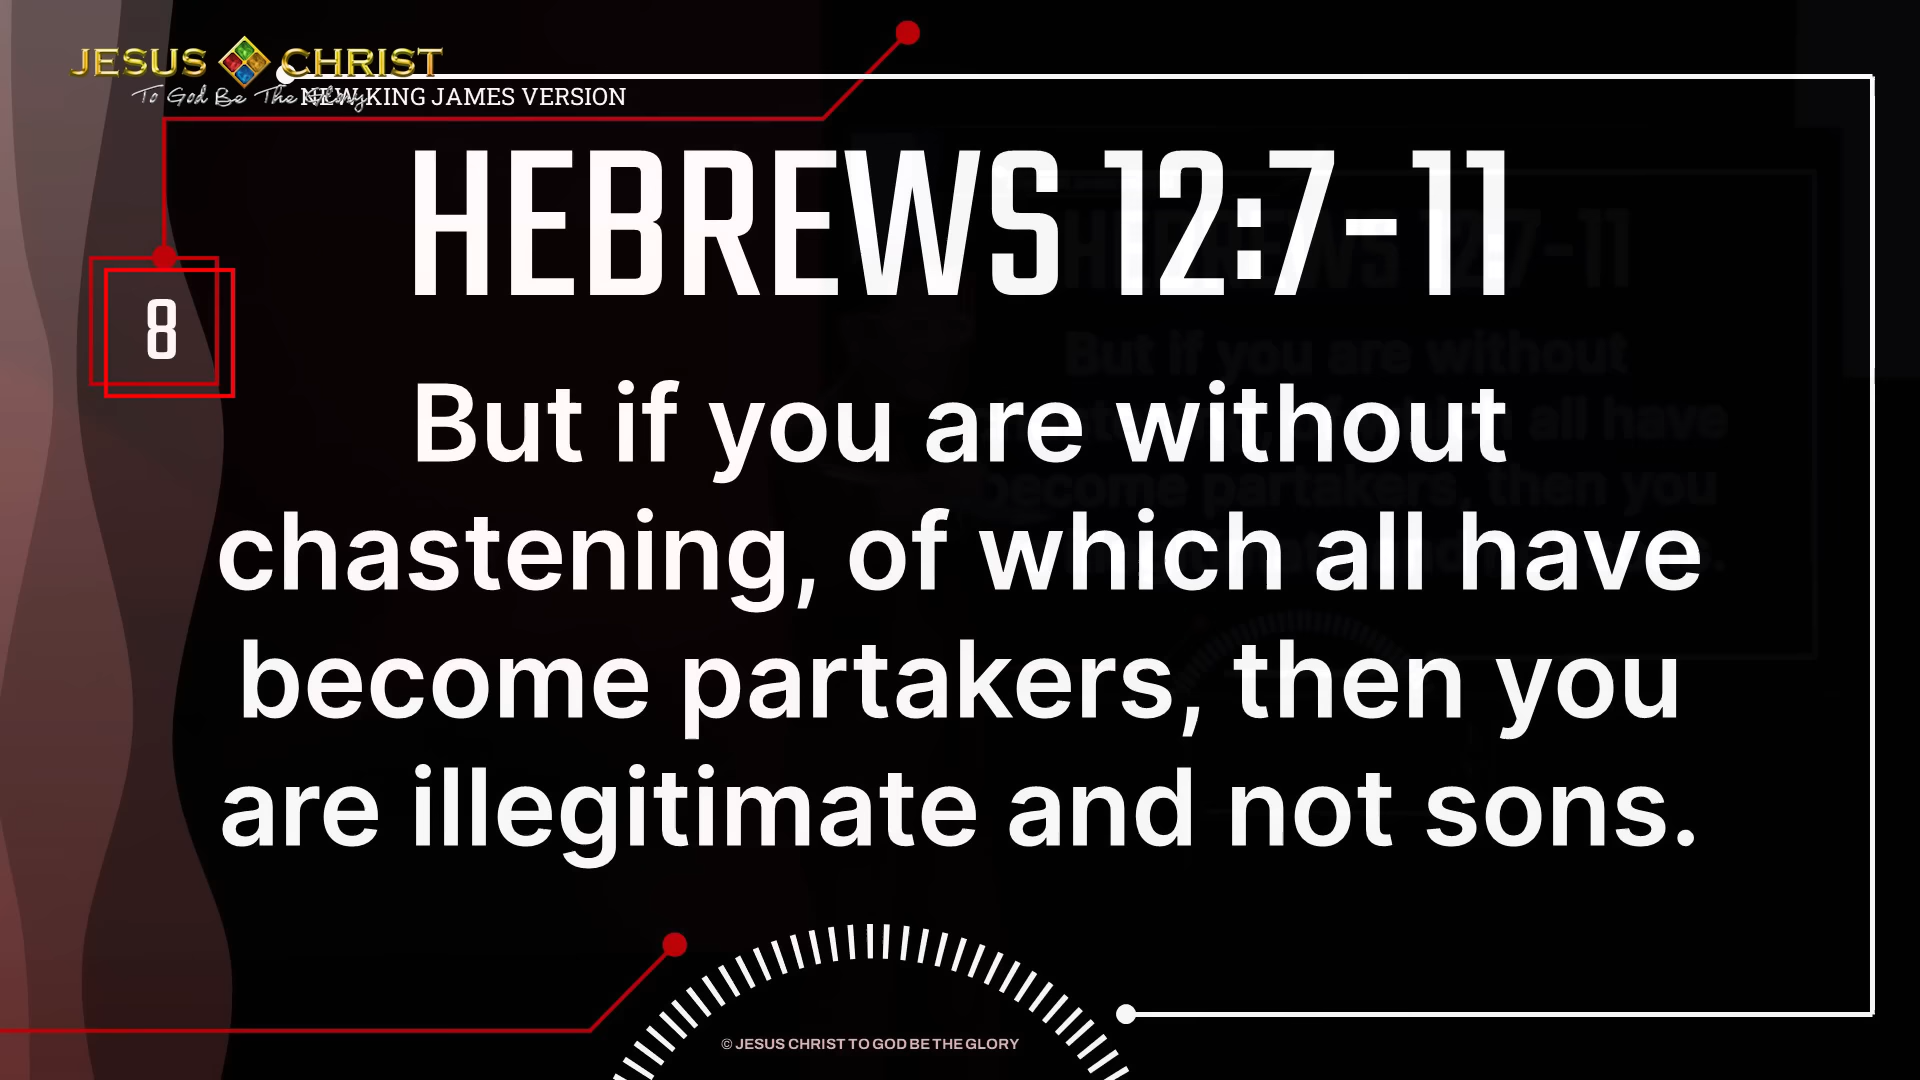 JESUS CHRIST
To God Be The Glory
NEW KING JAMES VERSION
HEBREWS 12:7-11
8
But if you are without
chastening, of which all have
become partakers, then you
are illegitimate and not sons.
© JESUS CHRIST TO GOD BE THE GLORY